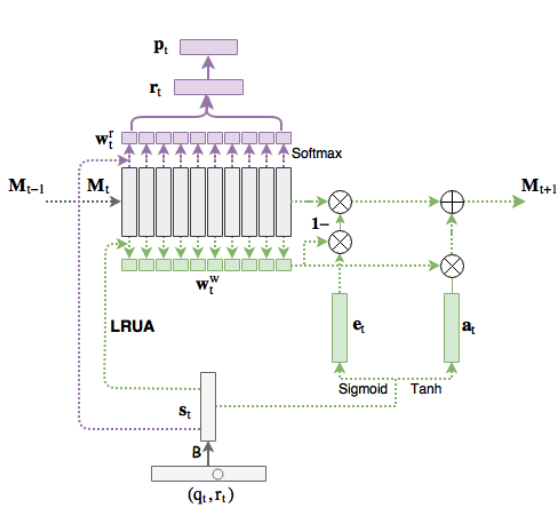 p_t
r_t
w_t^r
Softmax
M_{t-1}
M_t
M_{t+1}
1-
w_t^w
LRUA
e_t
a_t
Sigmoid
Tanh
s_t
B
(q_t, r_t)